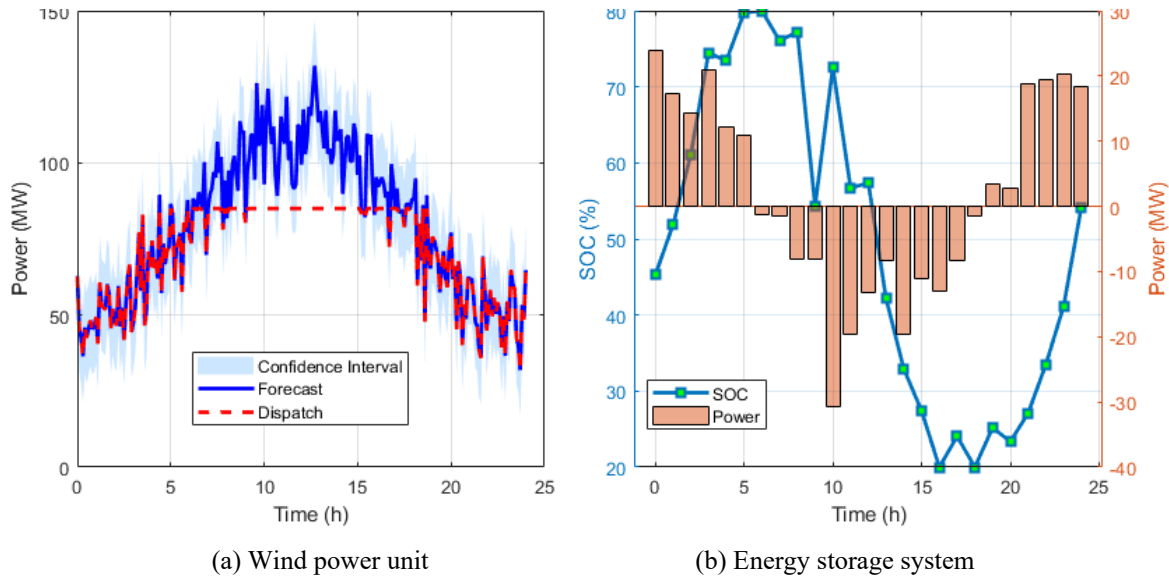 150
100
50
0
Power (MW)
0
5
10
15
20
25
Time (h)
Confidence Interval
Forecast
Dispatch
(a) Wind power unit
80
70
60
50
40
30
20
SOC (%)
30
20
10
0
-10
-20
-30
-40
Power (MW)
0
5
10
15
20
25
Time (h)
SOC
Power
(b) Energy storage system